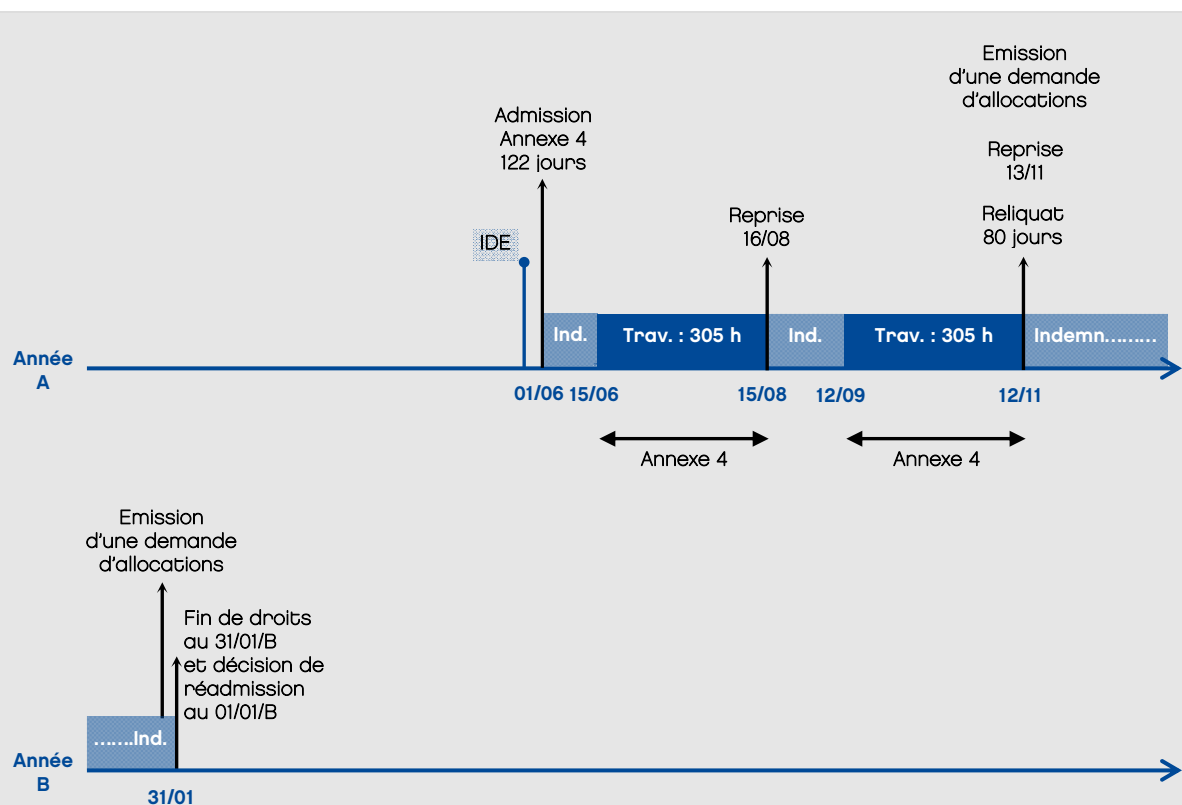 Emission
d'une demande
d'allocations
Admission
Annexe 4
122 jours
Reprise
13/11
Reprise
16/08
Reliquat
80 jours
IDE
Ind.
Trav. : 305 h
Ind.
Trav. : 305 h
Indemn.........
Année
A
01/06 15/06
15/08
12/09
12/11
Annexe 4
Annexe 4
Emission
d'une demande
d'allocations
Fin de droits
au 31/01/B
et décision de
réadmission
au 01/01/B
.......Ind.
Année
B
31/01